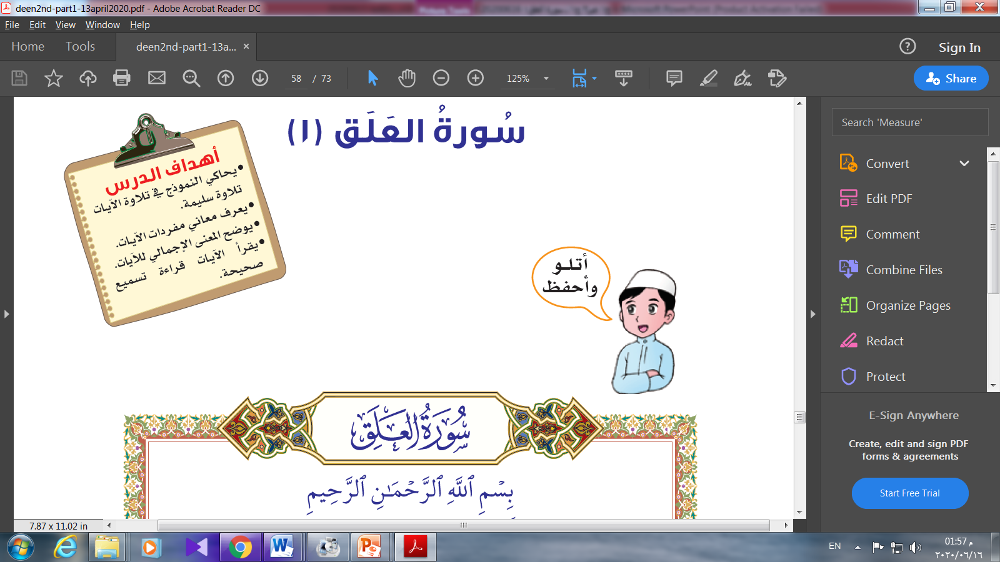 deen2nd-part1-13april2020.pdf - Adobe Acrobat Reader DC
File Edit View Window Help
Home Tools deen2nd-part1-13a... × Sign In
58 / 73 125% Share
سُورةُ العَلَق (١)
أهداف الدرس
•يحاكي النموذج في تلاوة الآيات
تلاوة سليمة.
•يعرف معاني مفردات الآيات.
•يوضح المعنى الإجمالي للآيات.
•يقرأ الآيات قراءة تسميع
صحيحة.
أتلـو
وأحفظ
سُورَةُ العَلَقِ
بِسْمِ ٱللَّهِ ٱلرَّحْمَـٰنِ ٱلرَّحِيمِ
7.87 x 11.02 in
Search 'Measure'
Convert
Edit PDF
Comment
Combine Files
Organize Pages
Redact
Protect
E-Sign Anywhere
Create, edit and sign PDF
forms & agreements
Start Free Trial
EN
01:57 م
٢٠٢٠/٠٦/١٦